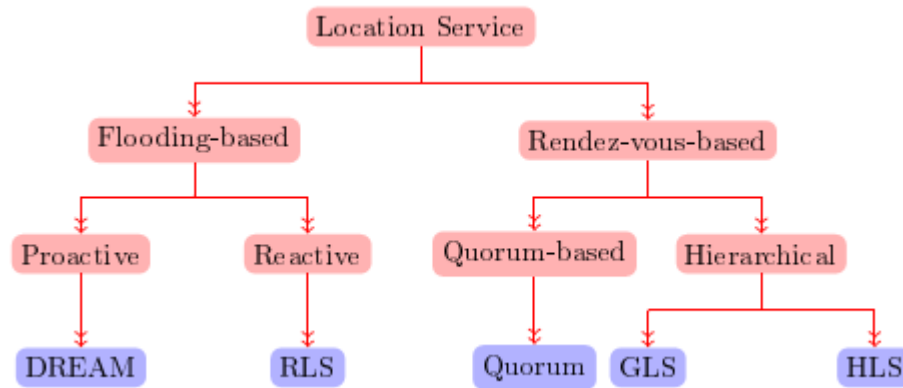 Location Service
Flooding-based
Rendez-vous-based
Proactive
Reactive
Quorum-based
Hierarchical
DREAM
RLS
Quorum
GLS
HLS